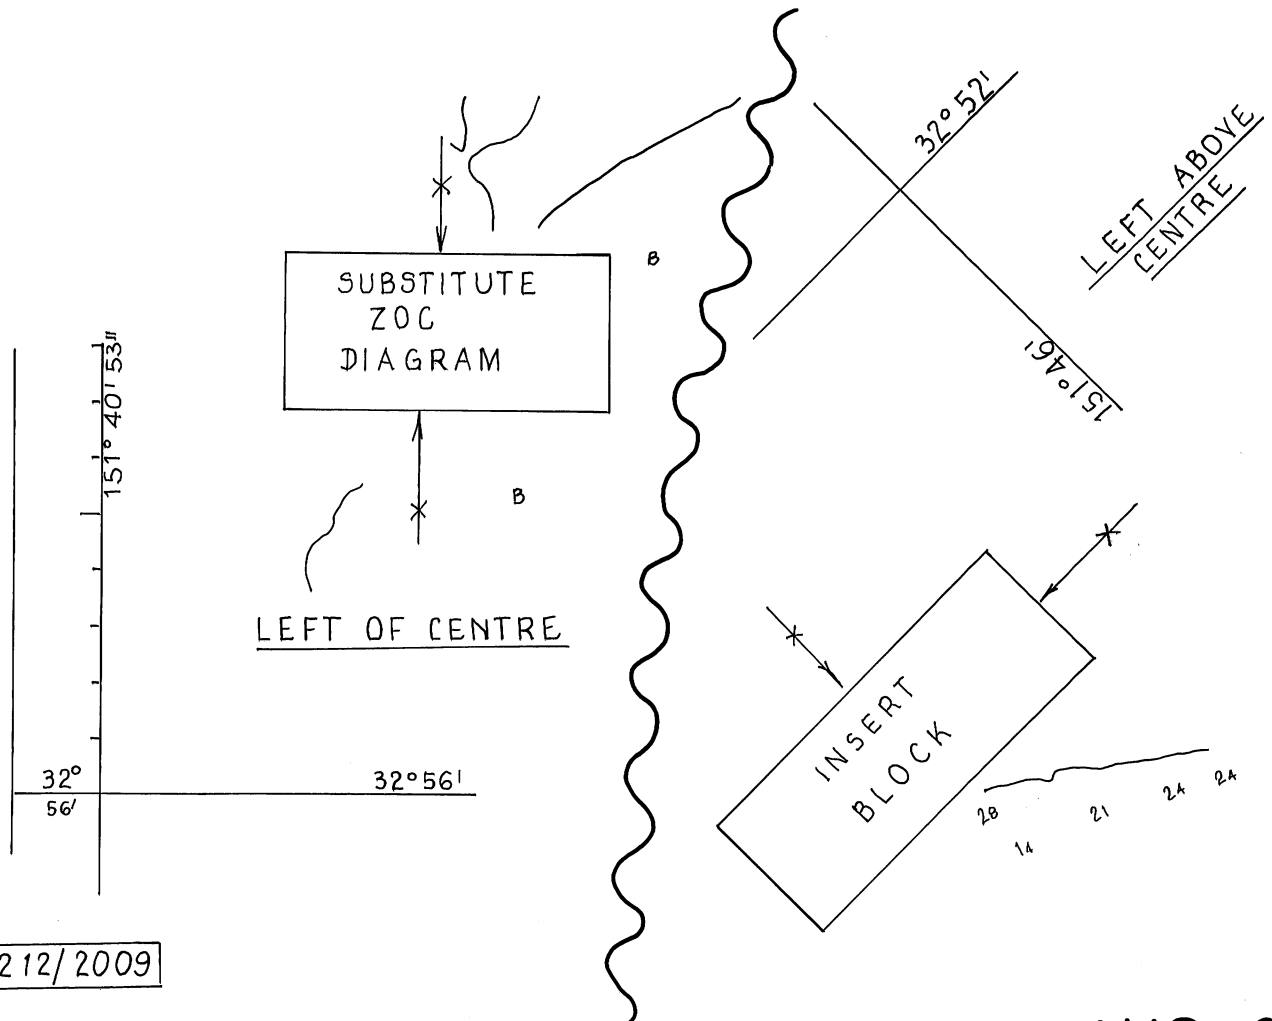 SUBSTITUTE
ZOC
DIAGRAM
B
B
LEFT OF CENTRE
151° 40' 53"
32°
56'
32°56'
212/2009
32° 52'
151° 46'
LEFT ABOVE
CENTRE
INSERT
BLOCK
28
14
21
24
24